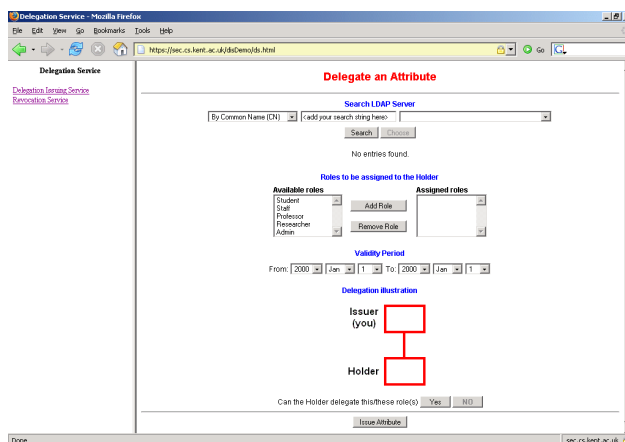 Delegation Service - Mozilla Firefox
File Edit View Go Bookmarks Tools Help
https://sec.cs.kent.ac.uk/disDemo/ds.html Go G
Delegation Service
Delegation Issuing Service
Revocation Service
Delegate an Attribute
Search LDAP Server
By Common Name (CN) <add your search string here>
Search Choose
No entries found.
Roles to be assigned to the Holder
Available roles Assigned roles
Student
Staff
Professor
Researcher
Admin
Add Role
Remove Role
Validity Period
From: 2000 Jan 1 To: 2000 Jan 1
Delegation illustration
Issuer
(you)
Holder
Can the Holder delegate this/these role(s) Yes NO
Issue Attribute
Done sec.cs.kent.ac.uk